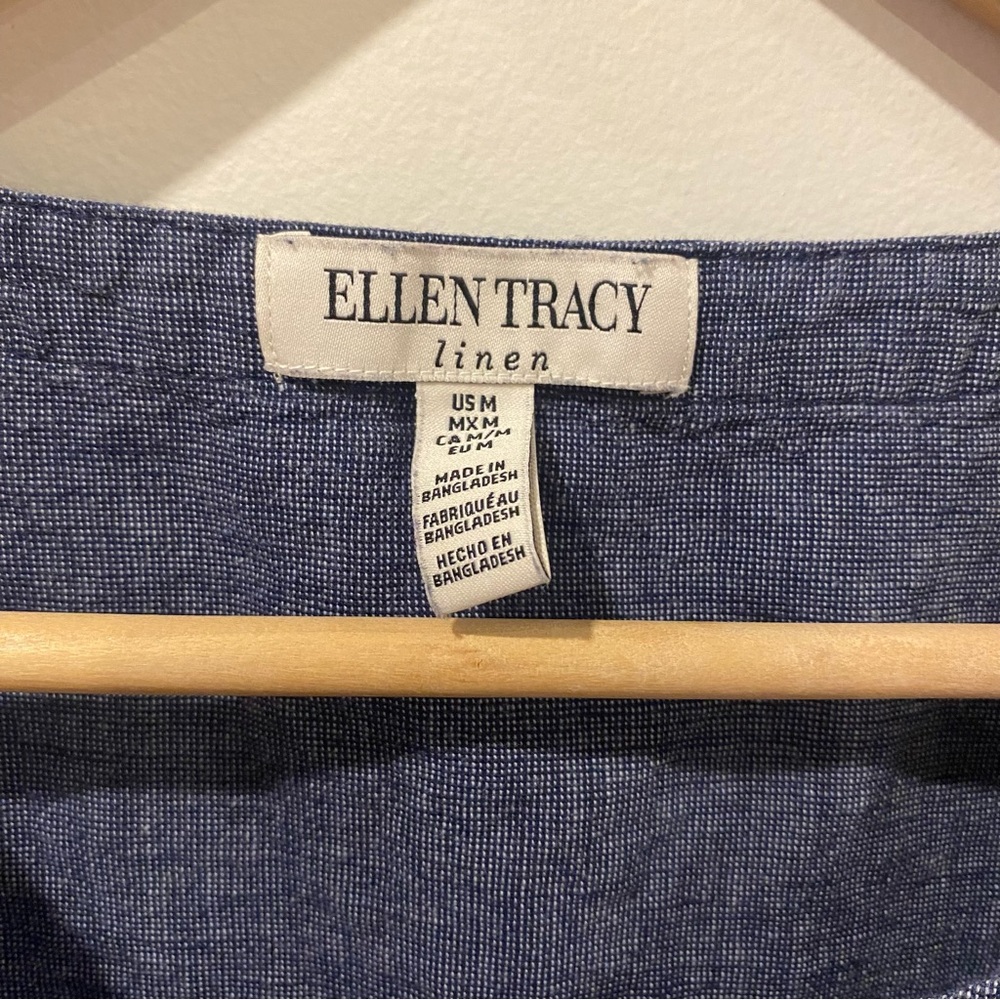 ELLEN TRACY
linen
US M
MX M
CA M/M
EU M
MADE IN
BANGLADESH
FABRIQUÉ AU
BANGLADESH
HECHO EN
BANGLADESH